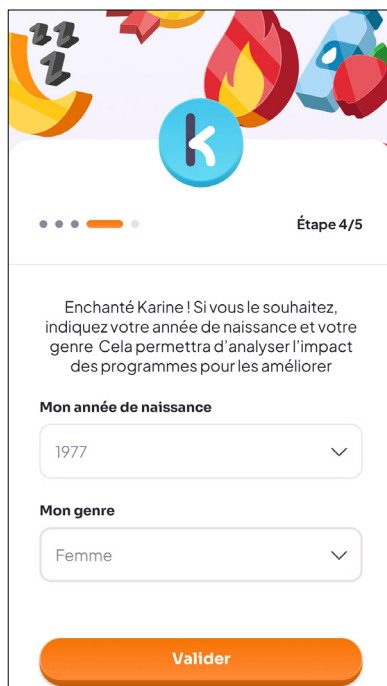 Étape 4/5
Enchanté Karine ! Si vous le souhaitez,
indiquez votre année de naissance et votre
genre Cela permettra d'analyser l'impact
des programmes pour les améliorer
Mon année de naissance
1977
Mon genre
Femme
Valider